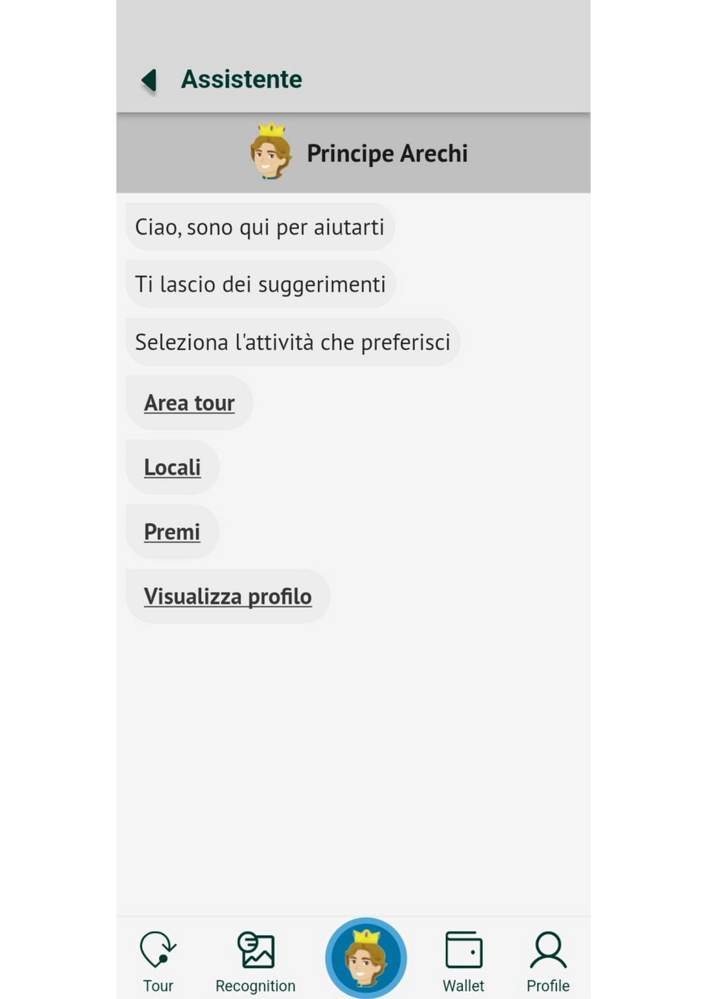 Assistente
Principe Arechi
Ciao, sono qui per aiutarti
Ti lascio dei suggerimenti
Seleziona l'attività che preferisci
Area tour
Locali
Premi
Visualizza profilo
Tour
Recognition
Wallet
Profile